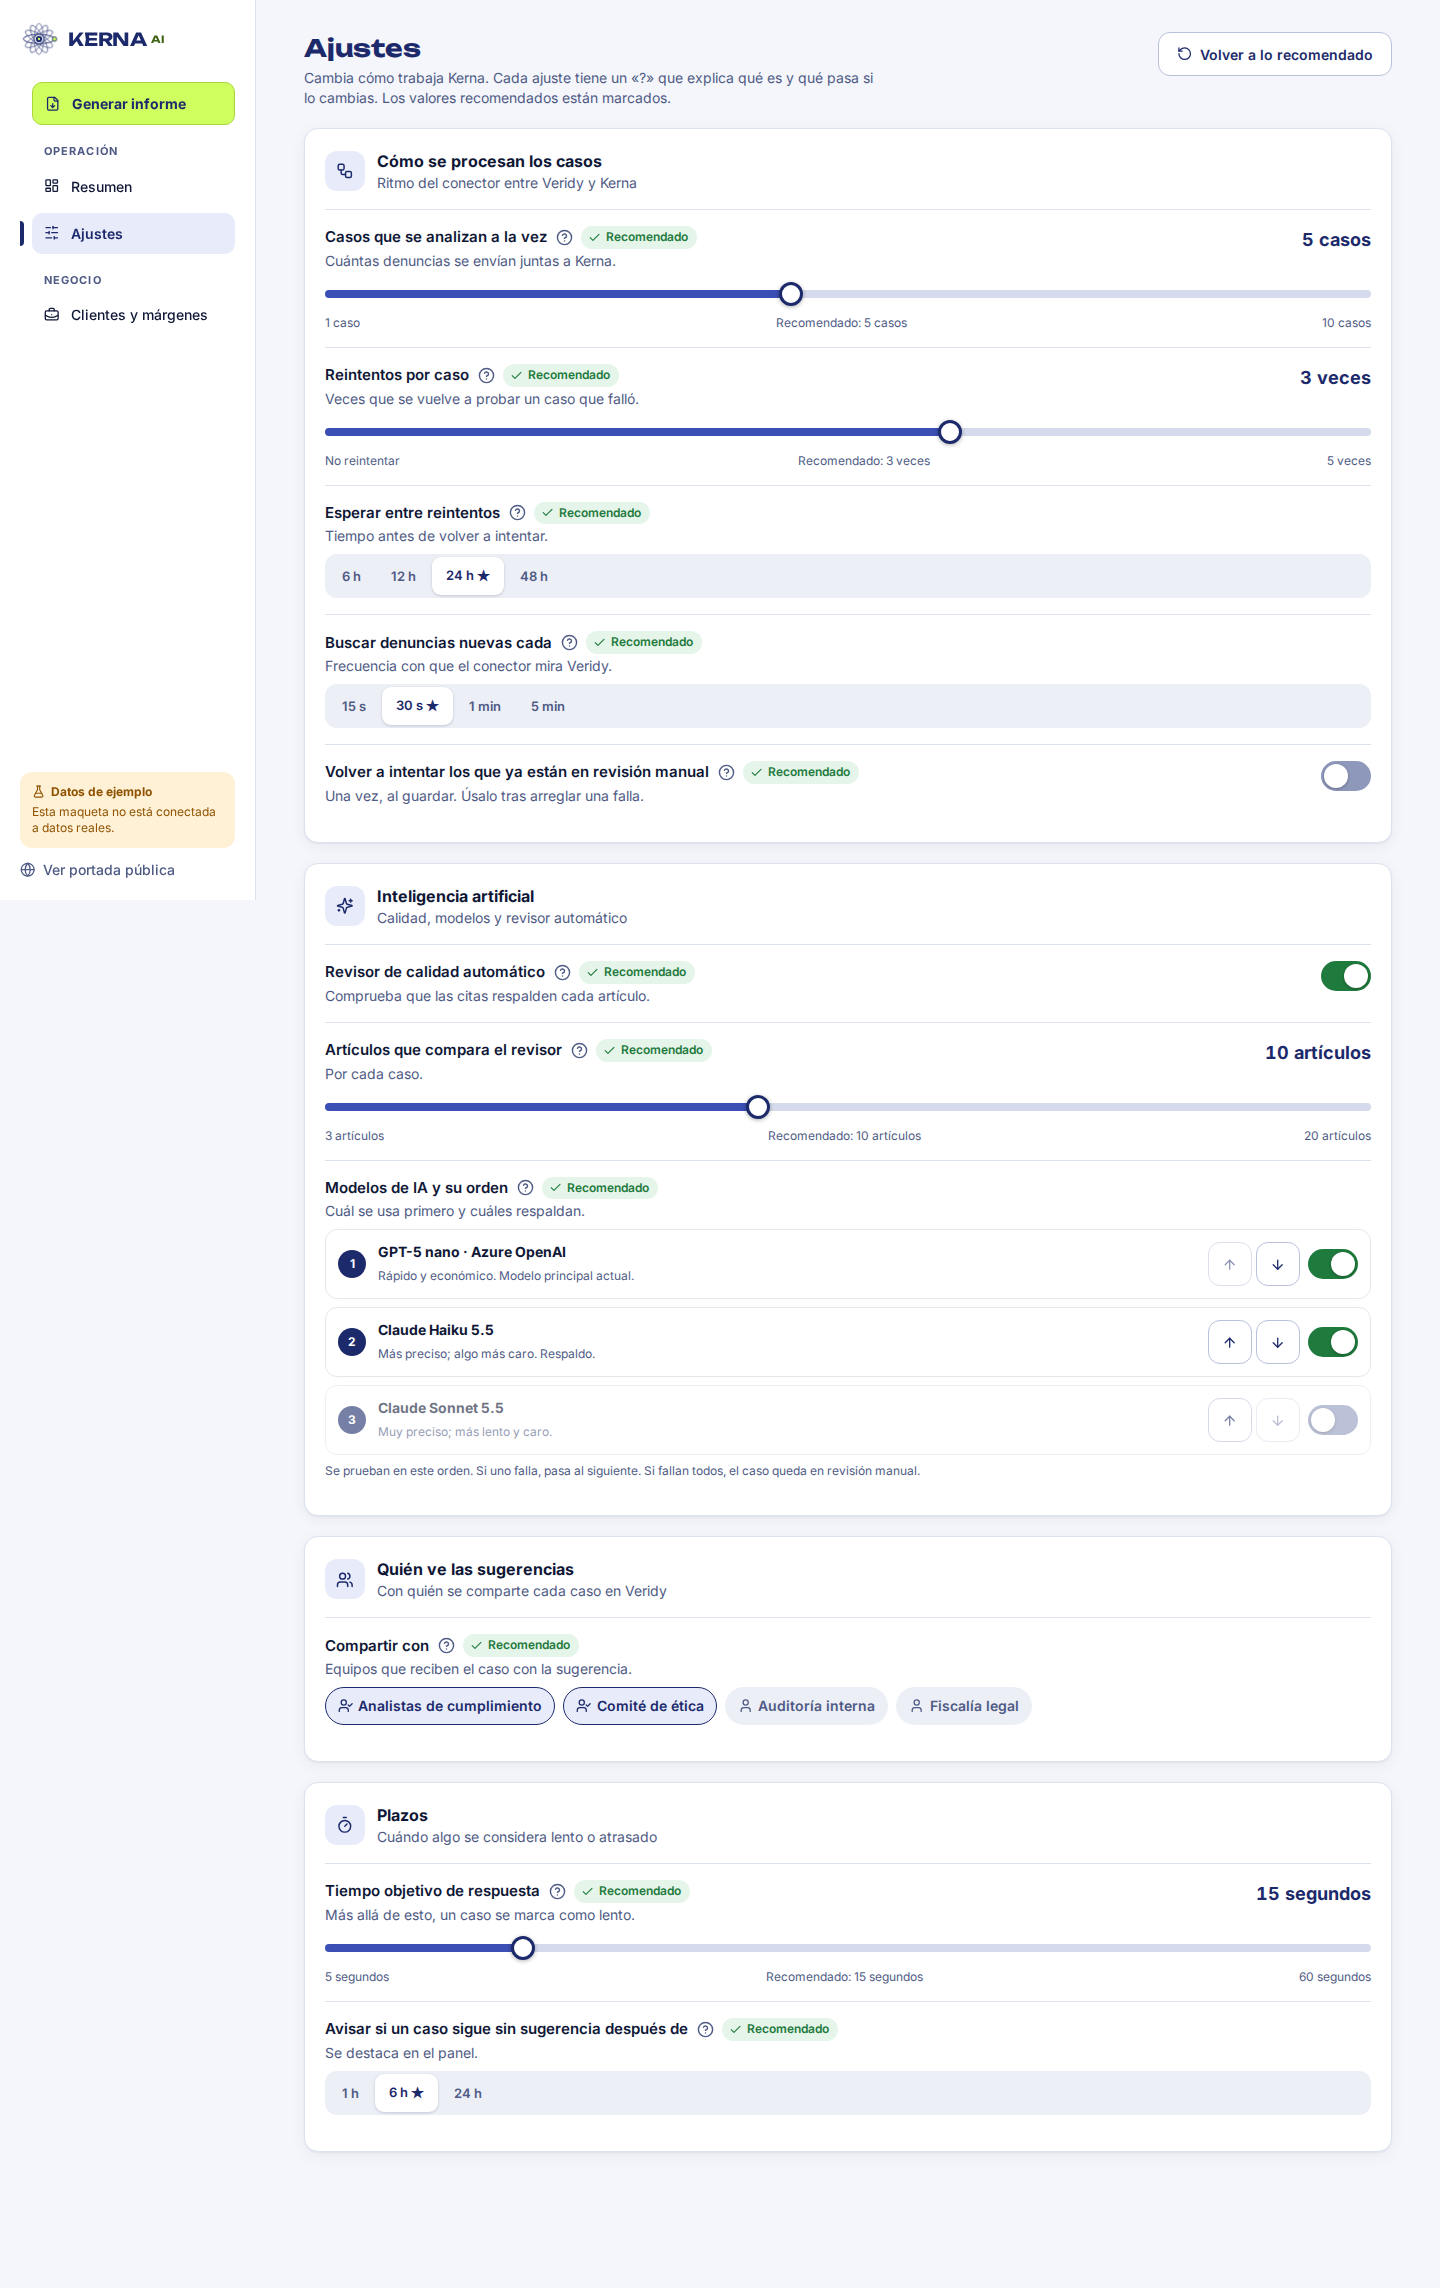 KERNA AI
Generar informe
OPERACIÓN
Resumen
Ajustes
NEGOCIO
Clientes y márgenes
Datos de ejemplo
Esta maqueta no está conectada
a datos reales.
Ver portada pública
Ajustes
Cambia cómo trabaja Kerna. Cada ajuste tiene un «?» que explica qué es y qué pasa si
lo cambias. Los valores recomendados están marcados.
Volver a lo recomendado
Cómo se procesan los casos
Ritmo del conector entre Veridy y Kerna
Casos que se analizan a la vez ? Recomendado
5 casos
Cuántas denuncias se envían juntas a Kerna.
1 caso Recomendado: 5 casos 10 casos
Reintentos por caso ? Recomendado
3 veces
Veces que se vuelve a probar un caso que falló.
No reintentar Recomendado: 3 veces 5 veces
Esperar entre reintentos ? Recomendado
Tiempo antes de volver a intentar.
6 h 12 h 24 h ★ 48 h
Buscar denuncias nuevas cada ? Recomendado
Frecuencia con que el conector mira Veridy.
15 s 30 s ★ 1 min 5 min
Volver a intentar los que ya están en revisión manual ? Recomendado
Una vez, al guardar. Úsalo tras arreglar una falla.
Inteligencia artificial
Calidad, modelos y revisor automático
Revisor de calidad automático ? Recomendado
Comprueba que las citas respalden cada artículo.
Artículos que compara el revisor ? Recomendado
10 artículos
Por cada caso.
3 artículos Recomendado: 10 artículos 20 artículos
Modelos de IA y su orden ? Recomendado
Cuál se usa primero y cuáles respaldan.
1 GPT-5 nano · Azure OpenAI
Rápido y económico. Modelo principal actual.
2 Claude Haiku 5.5
Más preciso; algo más caro. Respaldo.
3 Claude Sonnet 5.5
Muy preciso; más lento y caro.
Se prueban en este orden. Si uno falla, pasa al siguiente. Si fallan todos, el caso queda en revisión manual.
Quién ve las sugerencias
Con quién se comparte cada caso en Veridy
Compartir con ? Recomendado
Equipos que reciben el caso con la sugerencia.
Analistas de cumplimiento Comité de ética Auditoría interna Fiscalía legal
Plazos
Cuándo algo se considera lento o atrasado
Tiempo objetivo de respuesta ? Recomendado
15 segundos
Más allá de esto, un caso se marca como lento.
5 segundos Recomendado: 15 segundos 60 segundos
Avisar si un caso sigue sin sugerencia después de ? Recomendado
Se destaca en el panel.
1 h 6 h ★ 24 h